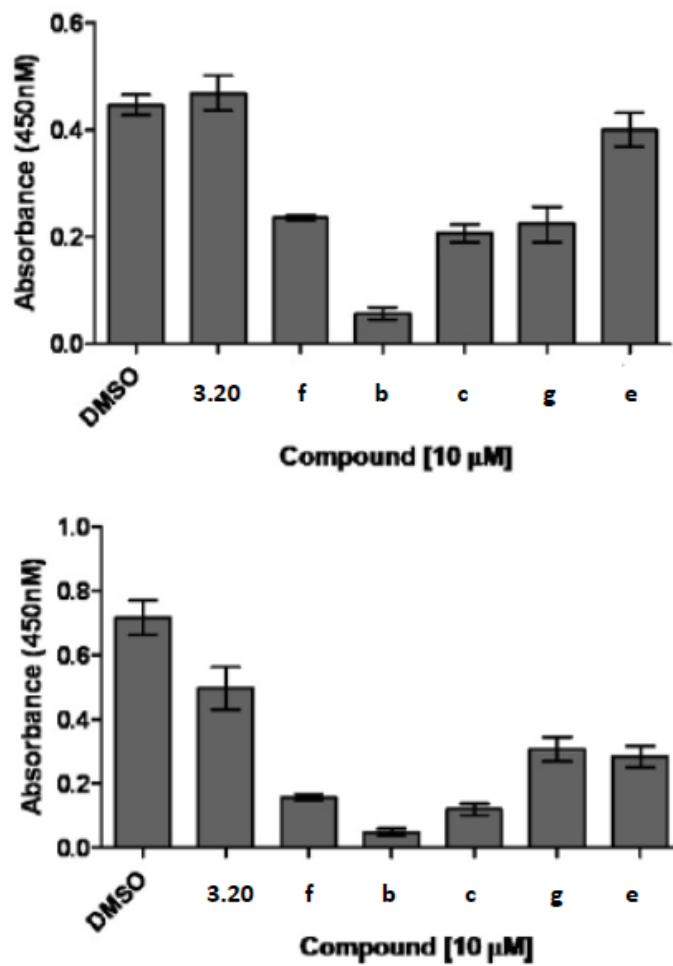 Absorbance (450nM)
0.6
0.4
0.2
0.0
DMSO
3.20
f
b
c
g
e
Compound [10 µM]
Absorbance (450nM)
1.0
0.8
0.6
0.4
0.2
0.0
DMSO
3.20
f
b
c
g
e
Compound [10 µM]